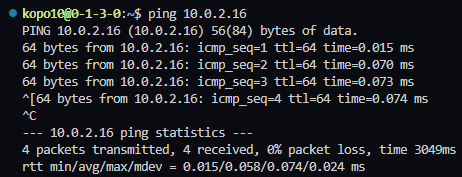 kopo10@0-1-3-0:~$ ping 10.0.2.16
PING 10.0.2.16 (10.0.2.16) 56(84) bytes of data.
64 bytes from 10.0.2.16: icmp_seq=1 ttl=64 time=0.015 ms
64 bytes from 10.0.2.16: icmp_seq=2 ttl=64 time=0.070 ms
64 bytes from 10.0.2.16: icmp_seq=3 ttl=64 time=0.073 ms
^[64 bytes from 10.0.2.16: icmp_seq=4 ttl=64 time=0.074 ms
^C
--- 10.0.2.16 ping statistics ---
4 packets transmitted, 4 received, 0% packet loss, time 3049ms
rtt min/avg/max/mdev = 0.015/0.058/0.074/0.024 ms